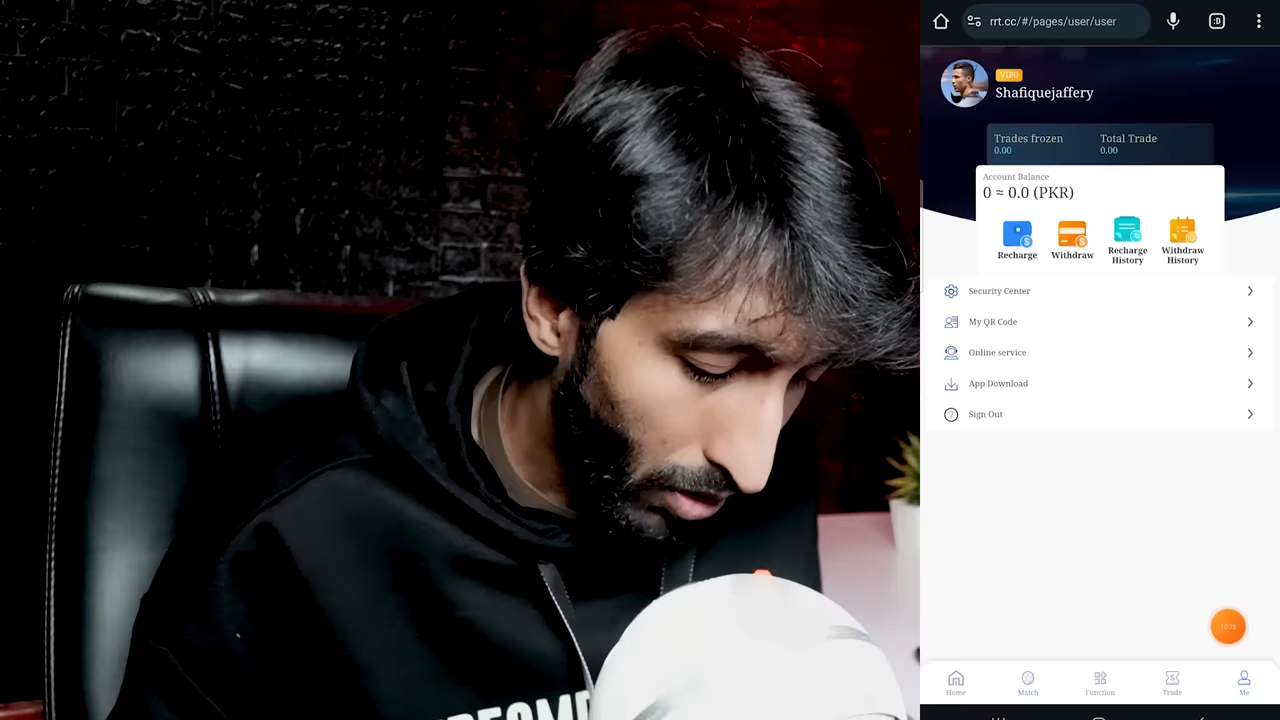 rrt.cc/#/pages/user/user
:D
VIP0
Shafiquejaffery
Trades frozen
0.00
Total Trade
0.00
Account Balance
0 ≈ 0.0 (PKR)
Recharge
Withdraw
Recharge
History
Withdraw
History
Security Center
My QR Code
Online service
App Download
Sign Out
Home
Match
Function
Trade
Me